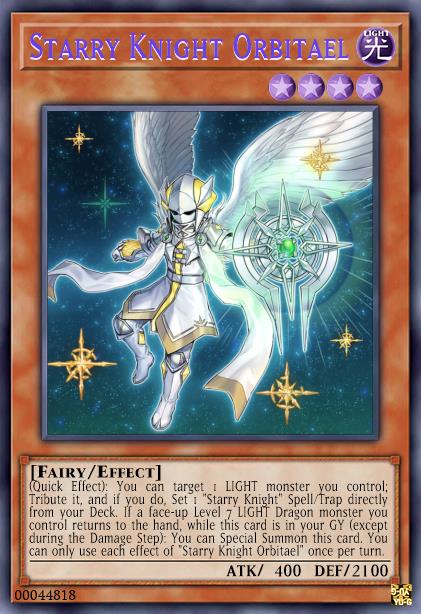 Starry Knight Orbitael
LIGHT
光
[Fairy/Effect]
(Quick Effect): You can target 1 LIGHT monster you control;
Tribute it, and if you do, Set 1 "Starry Knight" Spell/Trap directly
from your Deck. If a face-up Level 7 LIGHT Dragon monster you
control returns to the hand, while this card is in your GY (except
during the Damage Step): You can Special Summon this card. You
can only use each effect of "Starry Knight Orbitael" once per turn.
ATK/ 400 DEF/2100
00044818